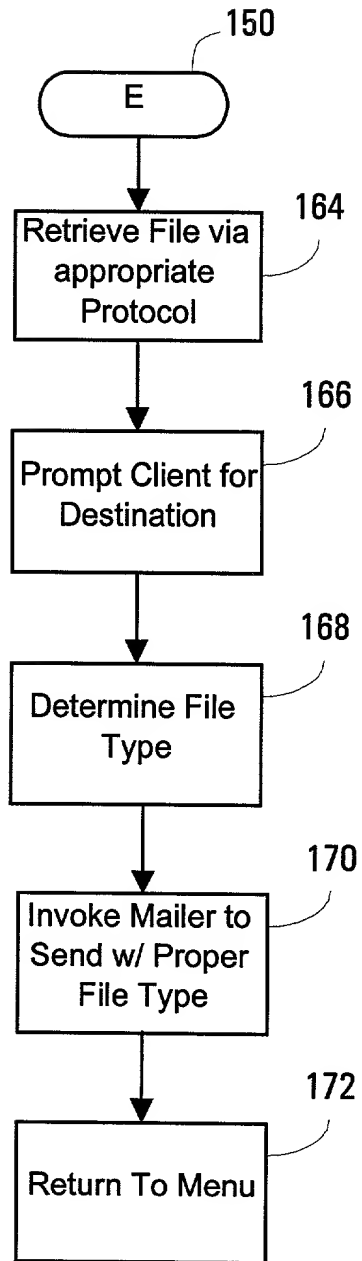 150
E
164
Retrieve File via
appropriate
Protocol
166
Prompt Client for
Destination
168
Determine File
Type
170
Invoke Mailer to
Send w/ Proper
File Type
172
Return To Menu